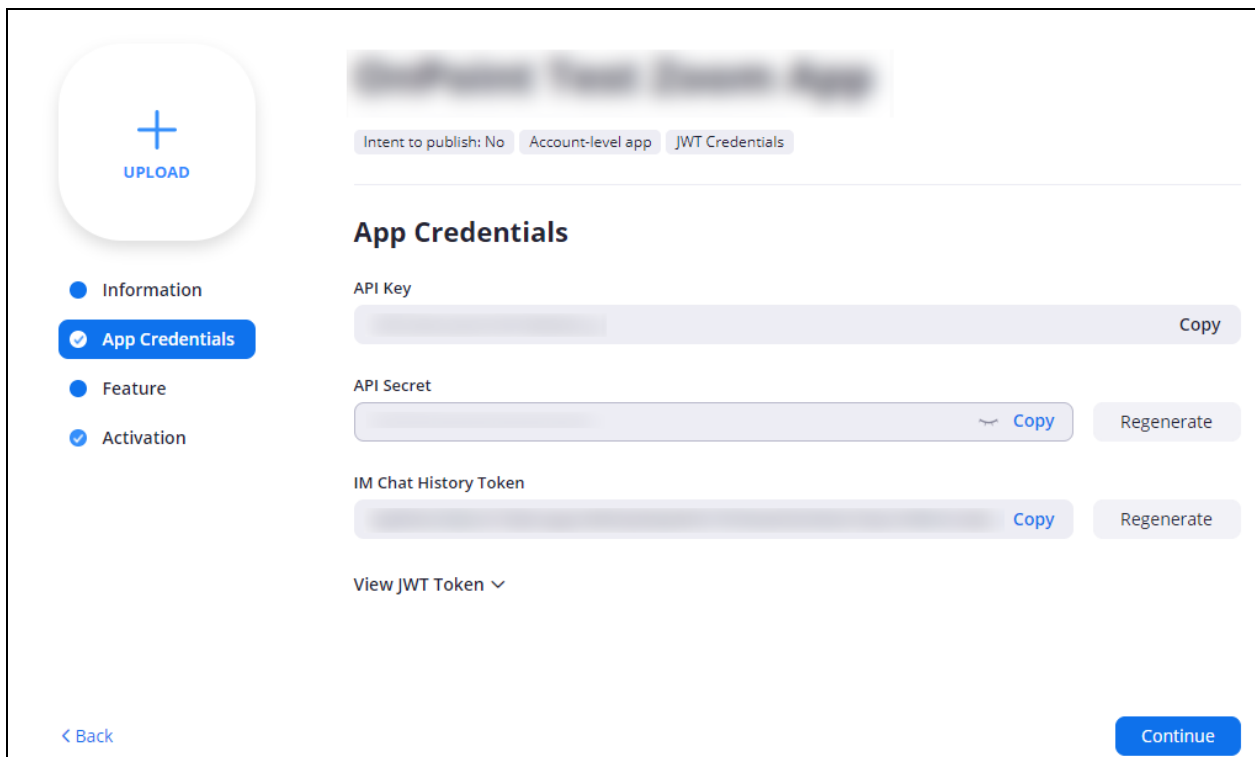 UPLOAD
Intent to publish: No Account-level app JWT Credentials
App Credentials
Information
App Credentials
Feature
Activation
API Key
Copy
API Secret
Copy Regenerate
IM Chat History Token
Copy Regenerate
View JWT Token
Back
Continue